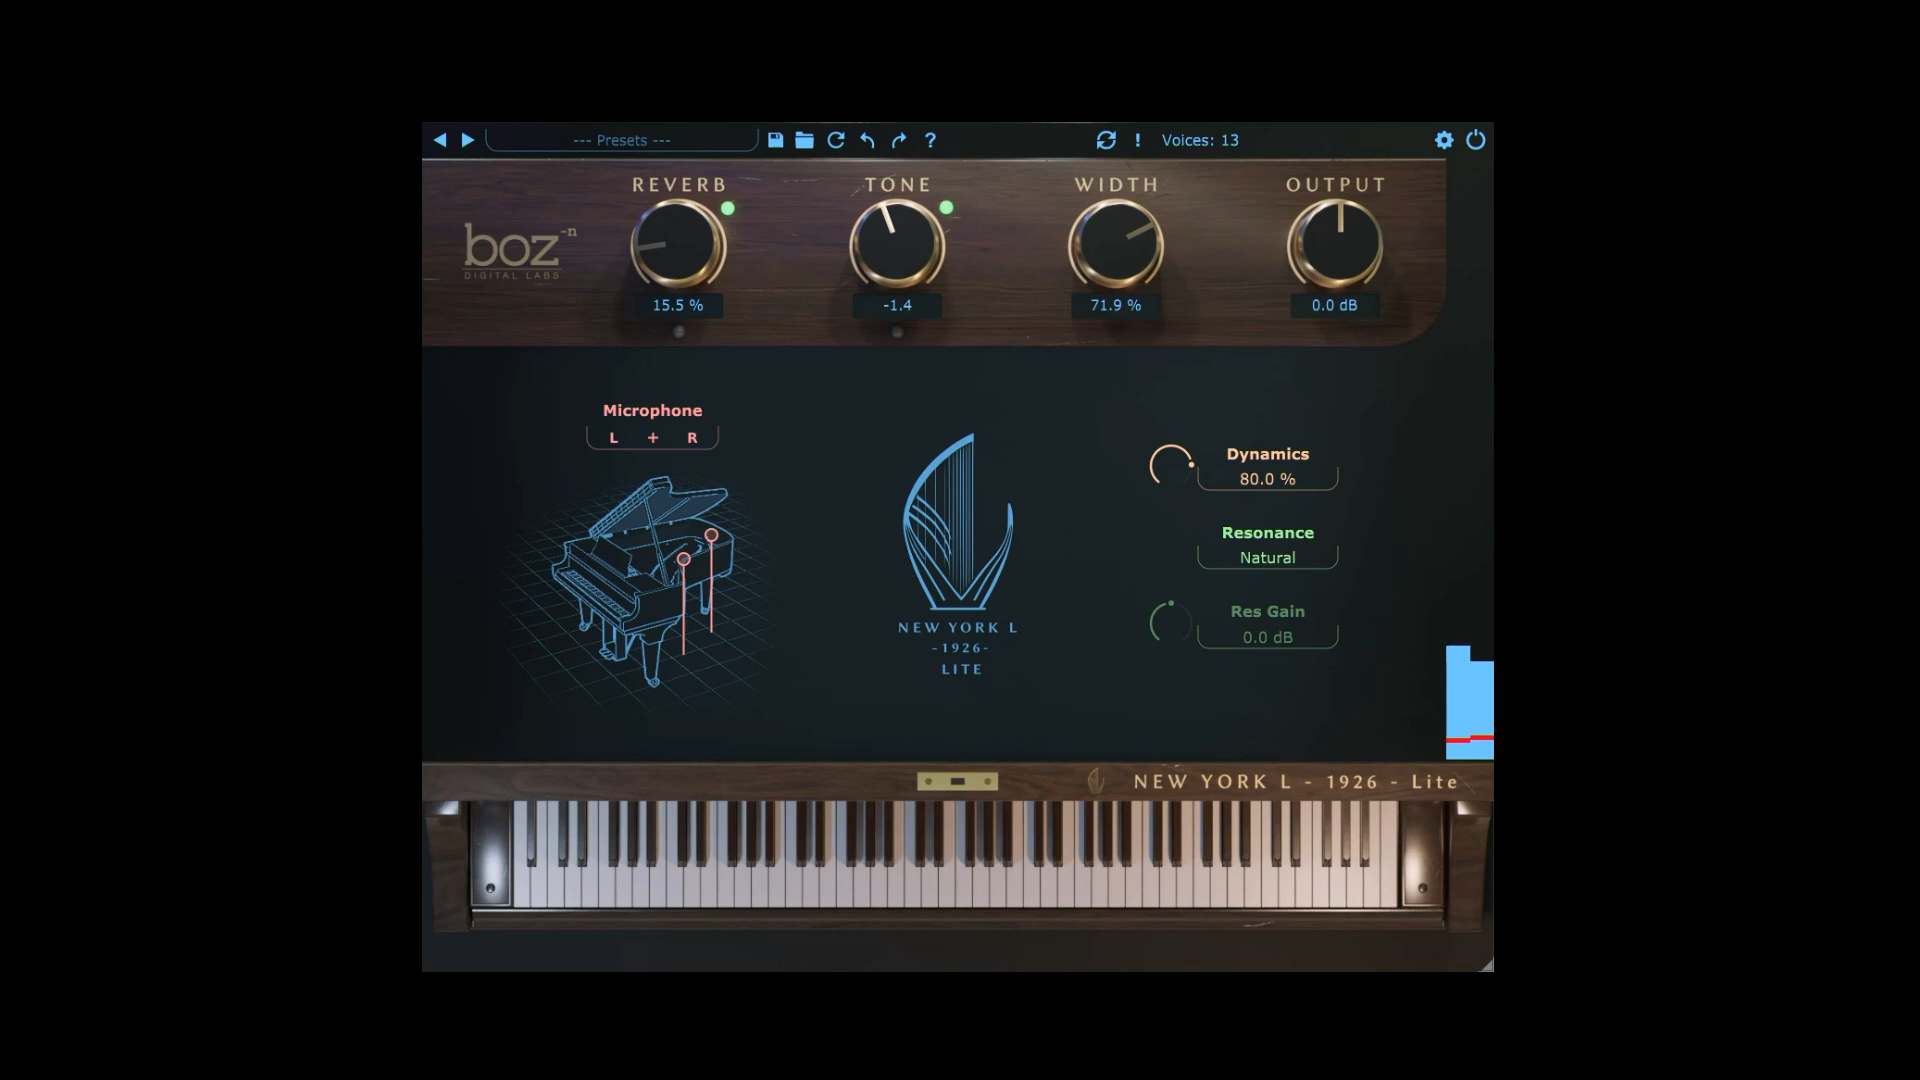 --- Presets ---
?
!
Voices: 13
REVERB
TONE
WIDTH
OUTPUT
boz-n
DIGITAL LABS
15.5 %
-1.4
71.9 %
0.0 dB
Microphone
L + R
Dynamics
80.0 %
Resonance
Natural
Res Gain
0.0 dB
NEW YORK L
-1926-
LITE
NEW YORK L - 1926 - Lite